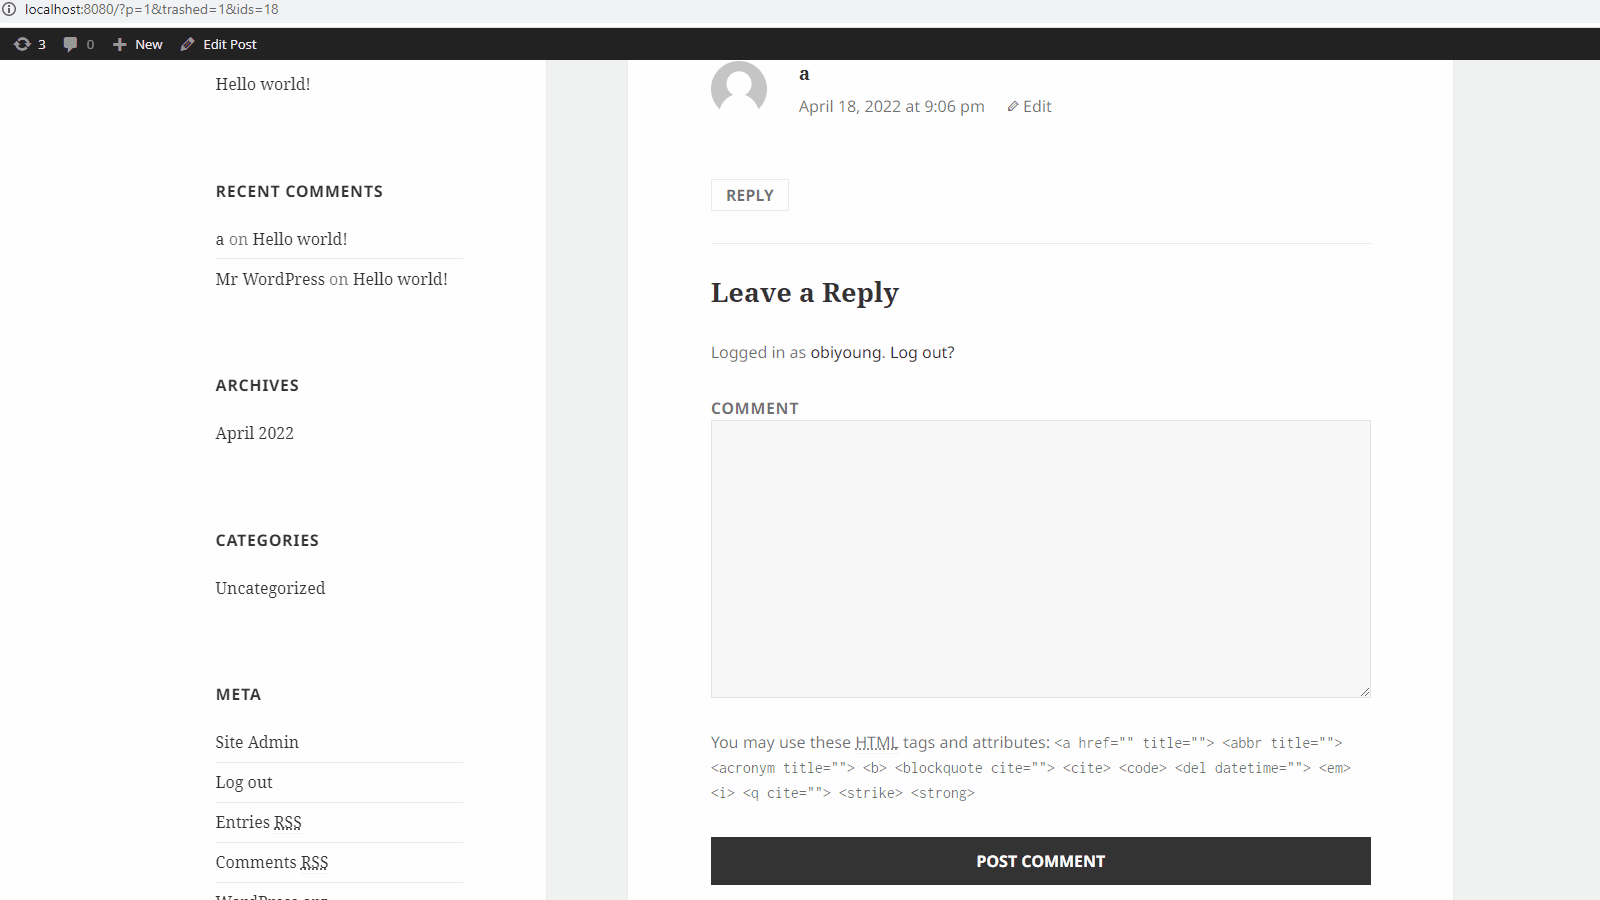 localhost:8080/?p=1&trashed=1&ids=18
3 0 New Edit Post
Hello world!
RECENT COMMENTS
a on Hello world!
Mr WordPress on Hello world!
ARCHIVES
April 2022
CATEGORIES
Uncategorized
META
Site Admin
Log out
Entries RSS
Comments RSS
WordPress.org
a
April 18, 2022 at 9:06 pm Edit
REPLY
Leave a Reply
Logged in as obiyoung. Log out?
COMMENT
You may use these HTML tags and attributes: <a href="" title=""> <abbr title="">
<acronym title=""> <b> <blockquote cite=""> <cite> <code> <del datetime=""> <em>
<i> <q cite=""> <strike> <strong>
POST COMMENT